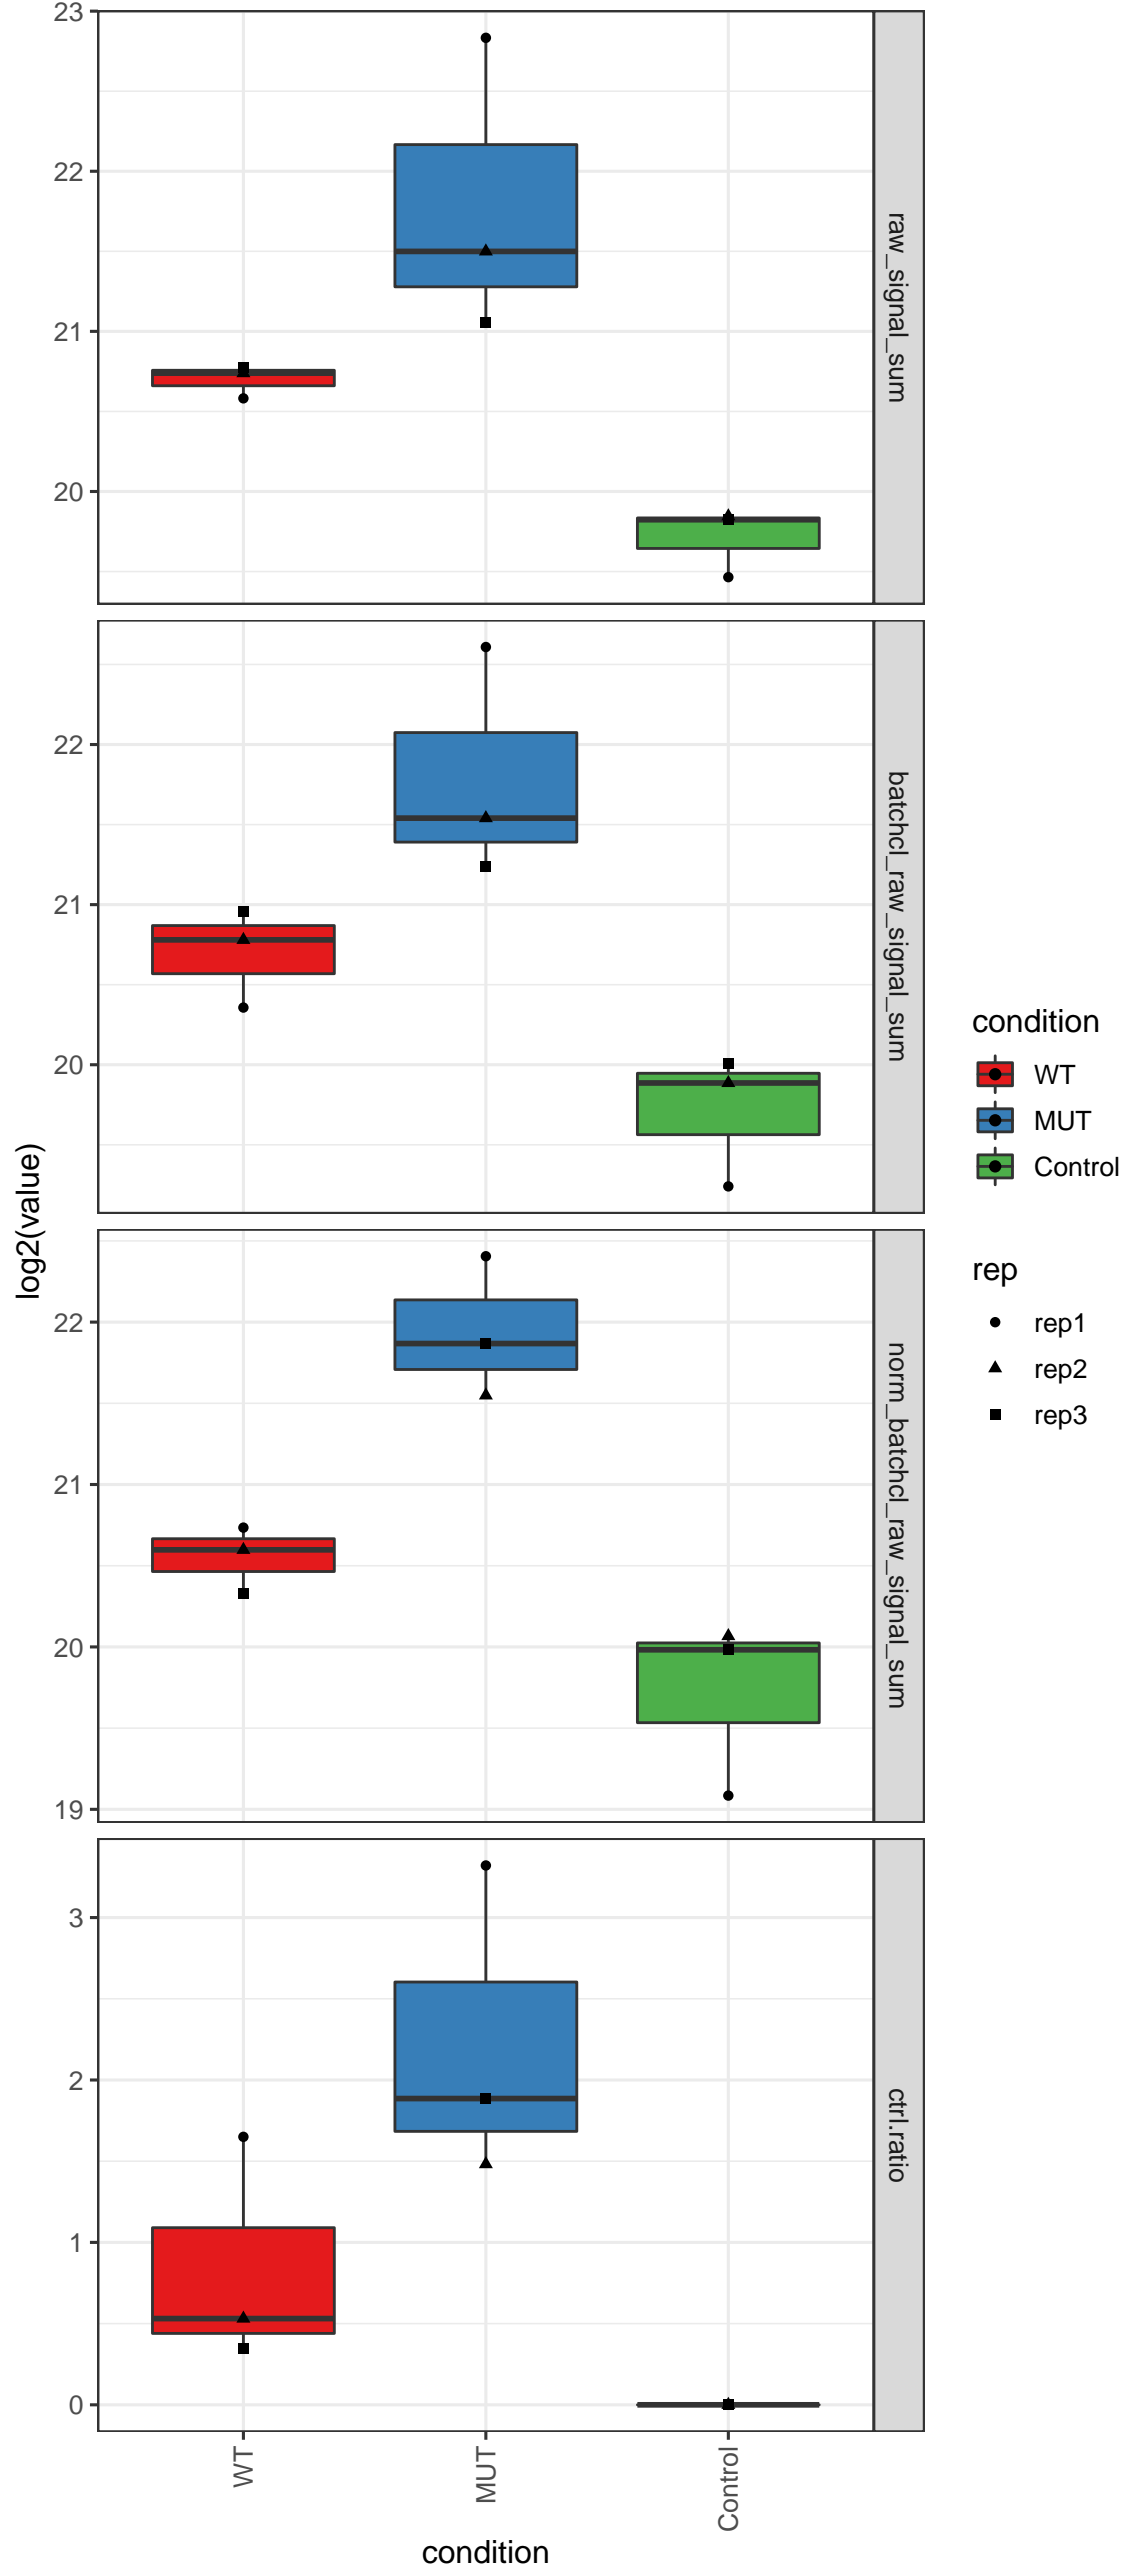 log2(value)
23
22
21
20
raw_signal_sum
22
21
20
batchcl_raw_signal_sum
22
21
20
19
norm_batchcl_raw_signal_sum
3
2
1
0
ctrl.ratio
WT
MUT
Control
condition
condition
WT
MUT
Control
rep
rep1
rep2
rep3